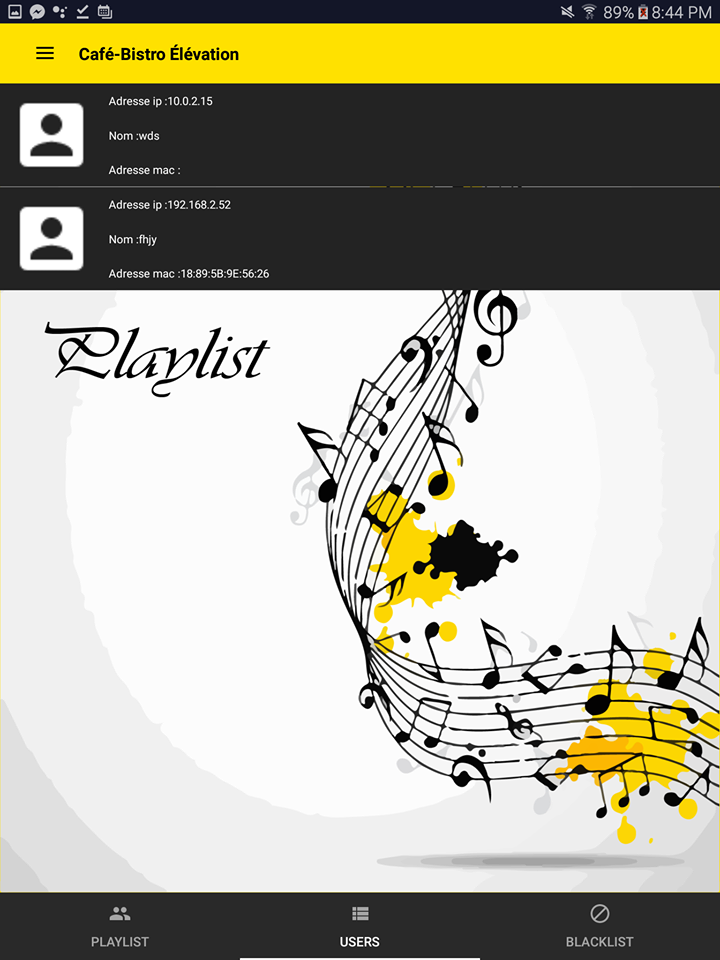 89% 8:44 PM
Café-Bistro Élévation
Adresse ip :10.0.2.15
Nom :wds
Adresse mac :
Adresse ip :192.168.2.52
Nom :fhjy
Adresse mac :18:89:5B:9E:56:26
Playlist
PLAYLIST USERS BLACKLIST